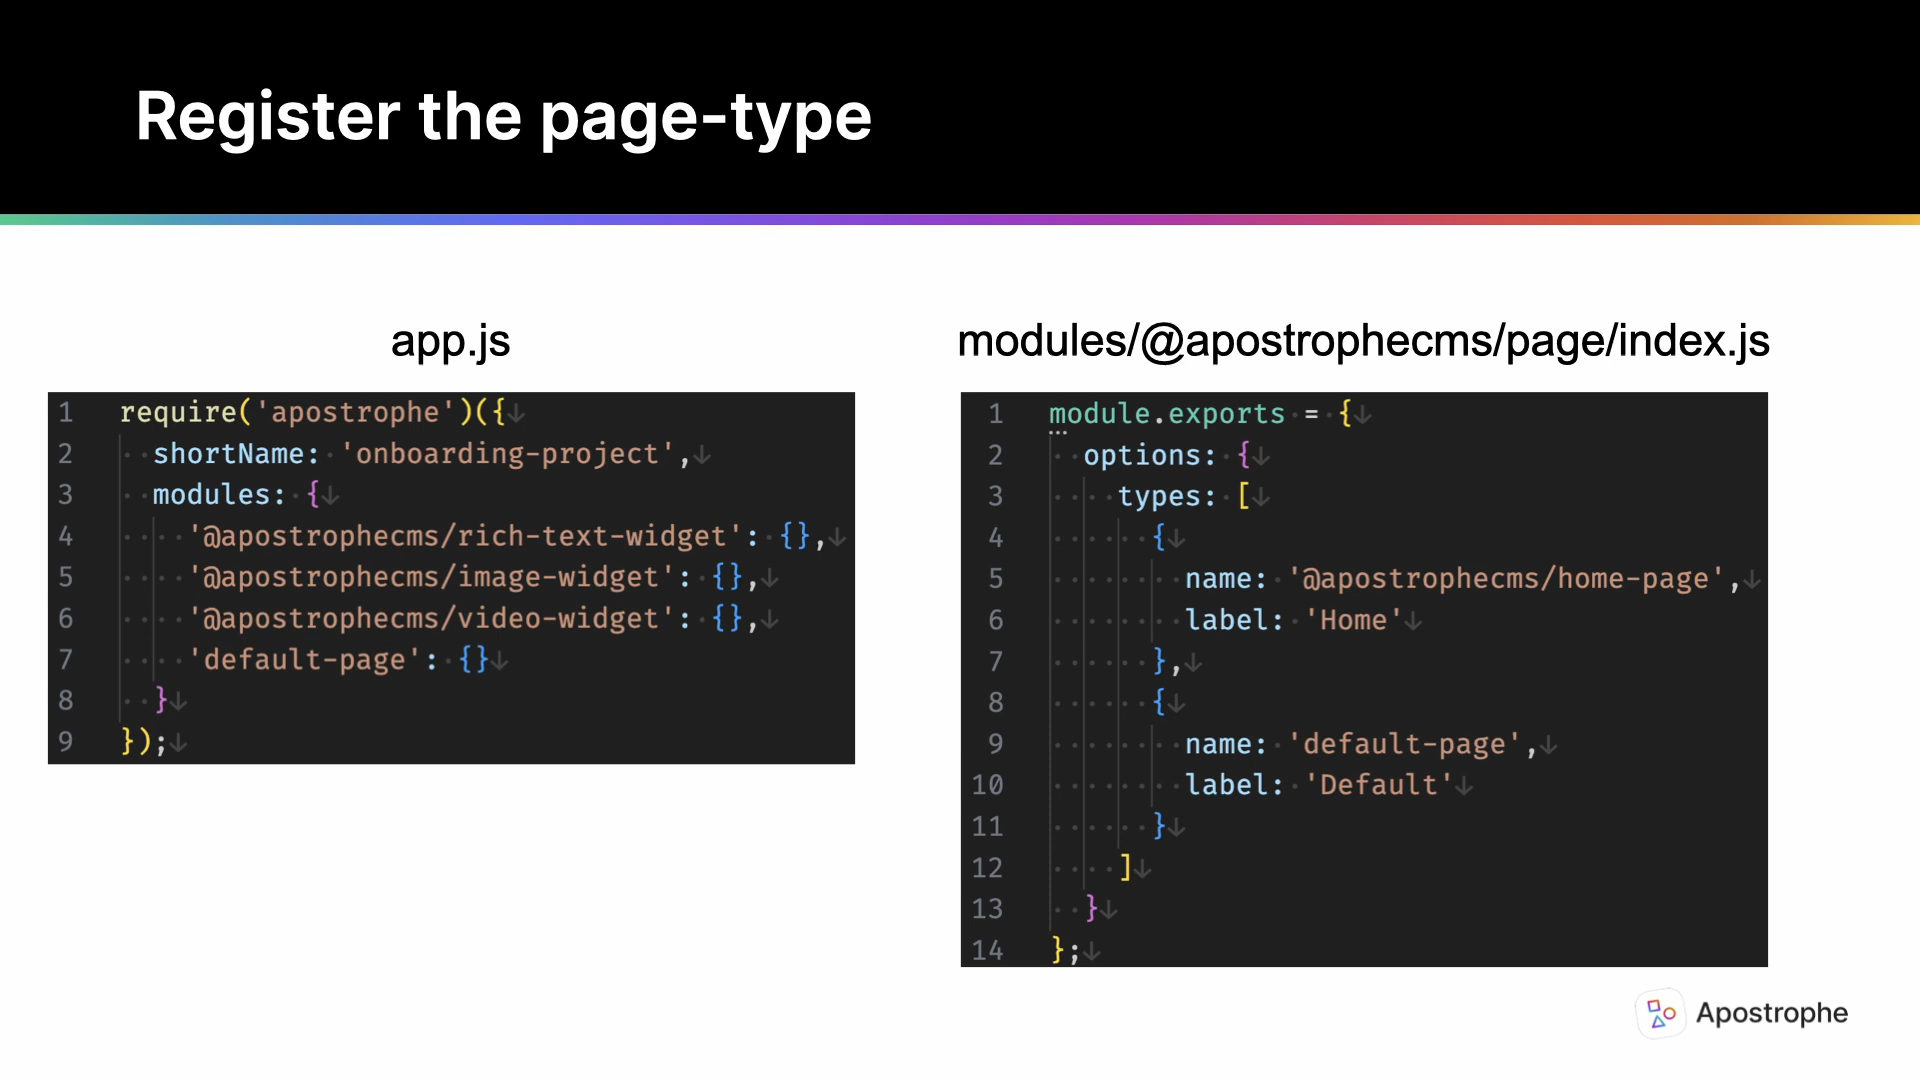 Register the page-type
app.js
1 require('apostrophe')({
2   shortName: 'onboarding-project',
3   modules: {
4     '@apostrophecms/rich-text-widget': {},
5     '@apostrophecms/image-widget': {},
6     '@apostrophecms/video-widget': {},
7     'default-page': {}
8   }
9 });
modules/@apostrophecms/page/index.js
1 module.exports = {
2   options: {
3     types: [
4       {
5         name: '@apostrophecms/home-page',
6         label: 'Home'
7       },
8       {
9         name: 'default-page',
10         label: 'Default'
11       }
12     ]
13   }
14 };
Apostrophe